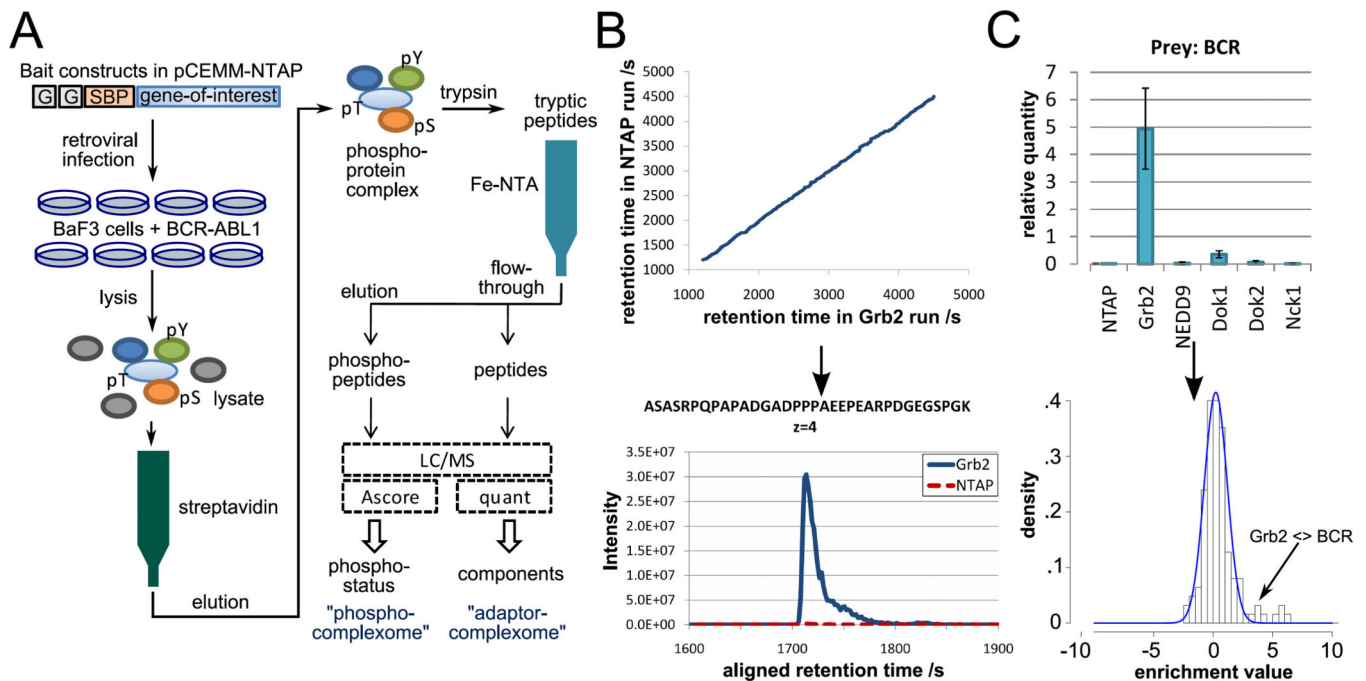 A
Bait constructs in pCEMM-NTAP
G G SBP gene-of-interest
retroviral
infection
BaF3 cells + BCR-ABL1
lysis
pY
pT
pS
lysate
streptavidin
elution
pY
pT
pS
phospho-
protein
complex
trypsin
tryptic
peptides
Fe-NTA
flow-
through
elution
phospho-
peptides
peptides
LC/MS
Ascore
quant
phospho-
status
components
"phospho-
complexome"
"adaptor-
complexome"
B
retention time in NTAP run /s
5000
4500
4000
3500
3000
2500
2000
1500
1000
1000 2000 3000 4000 5000
retention time in Grb2 run /s
ASASRPQPAPADGADPPPAEEPEARPDGEGSPGK
z=4
Intensity
3.5E+07
3.0E+07
2.5E+07
2.0E+07
1.5E+07
1.0E+07
5.0E+06
0.0E+00
Grb2
NTAP
1600 1700 1800 1900
aligned retention time /s
C
Prey: BCR
relative quantity
7
6
5
4
3
2
1
0
NTAP
Grb2
NEDD9
Dok1
Dok2
Nck1
density
.4
.3
.2
.1
0
Grb2 <> BCR
-10 -5 0 5 10
enrichment value